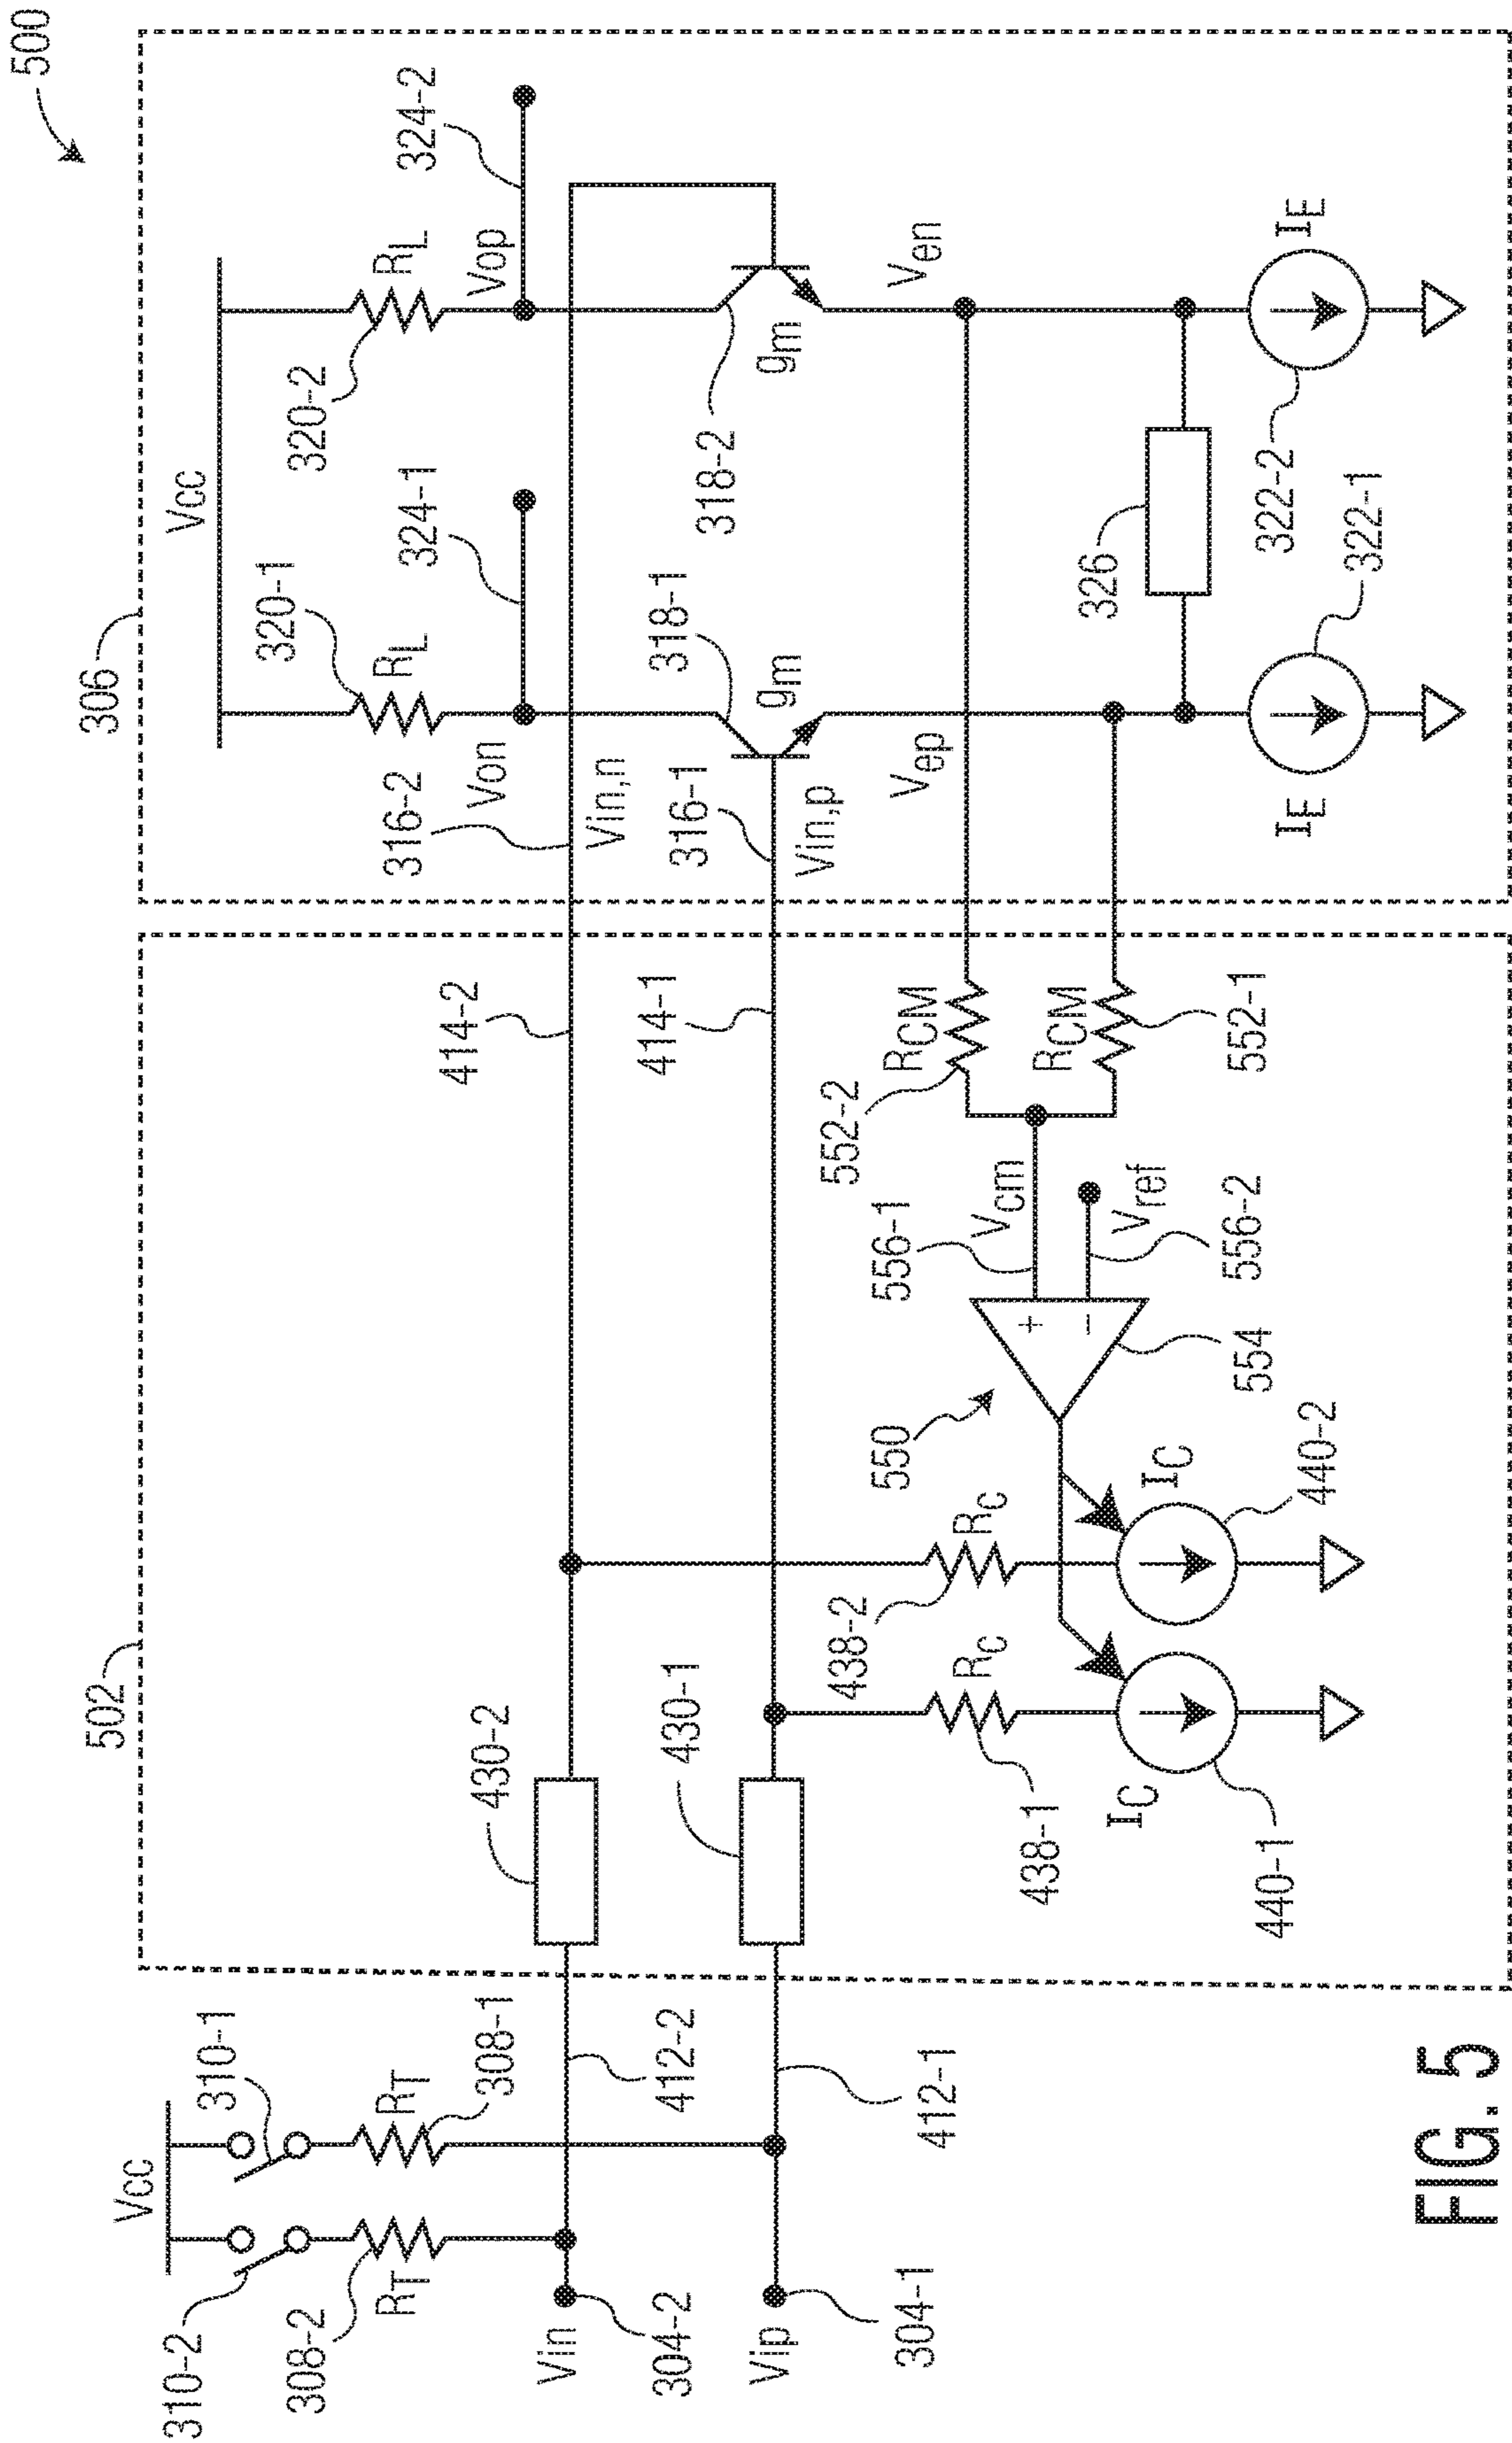 500
306
Vcc
320-1
RL
320-2
RL
324-1
324-2
316-2
Von
Vop
Vin,n
316-1
318-1
318-2
gm
gm
Vin,p
Vep
Ven
326
IE
322-1
322-2
IE
502
414-2
414-1
430-2
430-1
552-2
RCM
RCM
552-1
556-1
Vcm
Vref
556-2
+
-
554
550
438-2
Rc
Rc
438-1
IC
IC
440-1
440-2
Vcc
310-1
310-2
308-2
RT
RT
308-1
412-2
412-1
Vin
304-2
Vip
304-1
FIG. 5